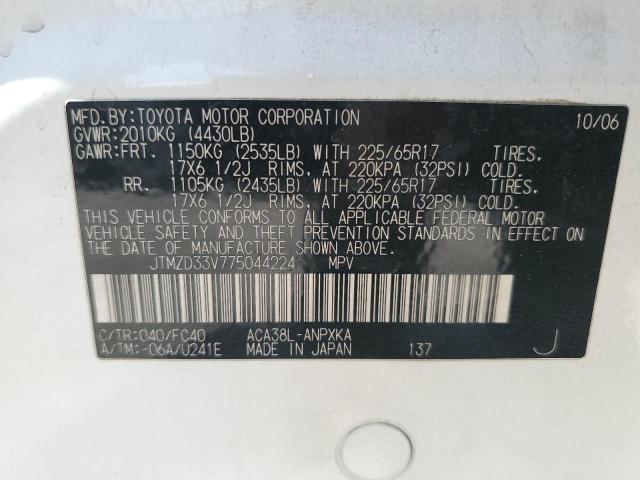 MFD.BY:TOYOTA MOTOR CORPORATION 10/06
GVWR:2010KG (4430LB)
GAWR:FRT. 1150KG (2535LB) WITH 225/65R17 TIRES,
17X6 1/2J RIMS, AT 220KPA (32PSI) COLD.
RR. 1105KG (2435LB) WITH 225/65R17 TIRES,
17X6 1/2J RIMS, AT 220KPA (32PSI) COLD.
THIS VEHICLE CONFORMS TO ALL APPLICABLE FEDERAL MOTOR
VEHICLE SAFETY AND THEFT PREVENTION STANDARDS IN EFFECT ON
THE DATE OF MANUFACTURE SHOWN ABOVE.
JTMZD33V775044224 MPV
C/TR:040/FC40 ACA38L-ANPXKA
A/TM:-06A/U241E MADE IN JAPAN 137 J